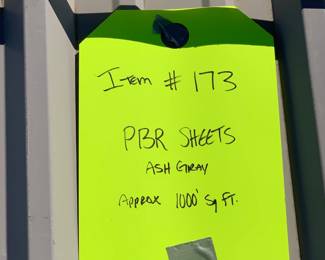 Item # 173
PBR SHEETS
ASH GRAY
Approx 1000' Sq FT.